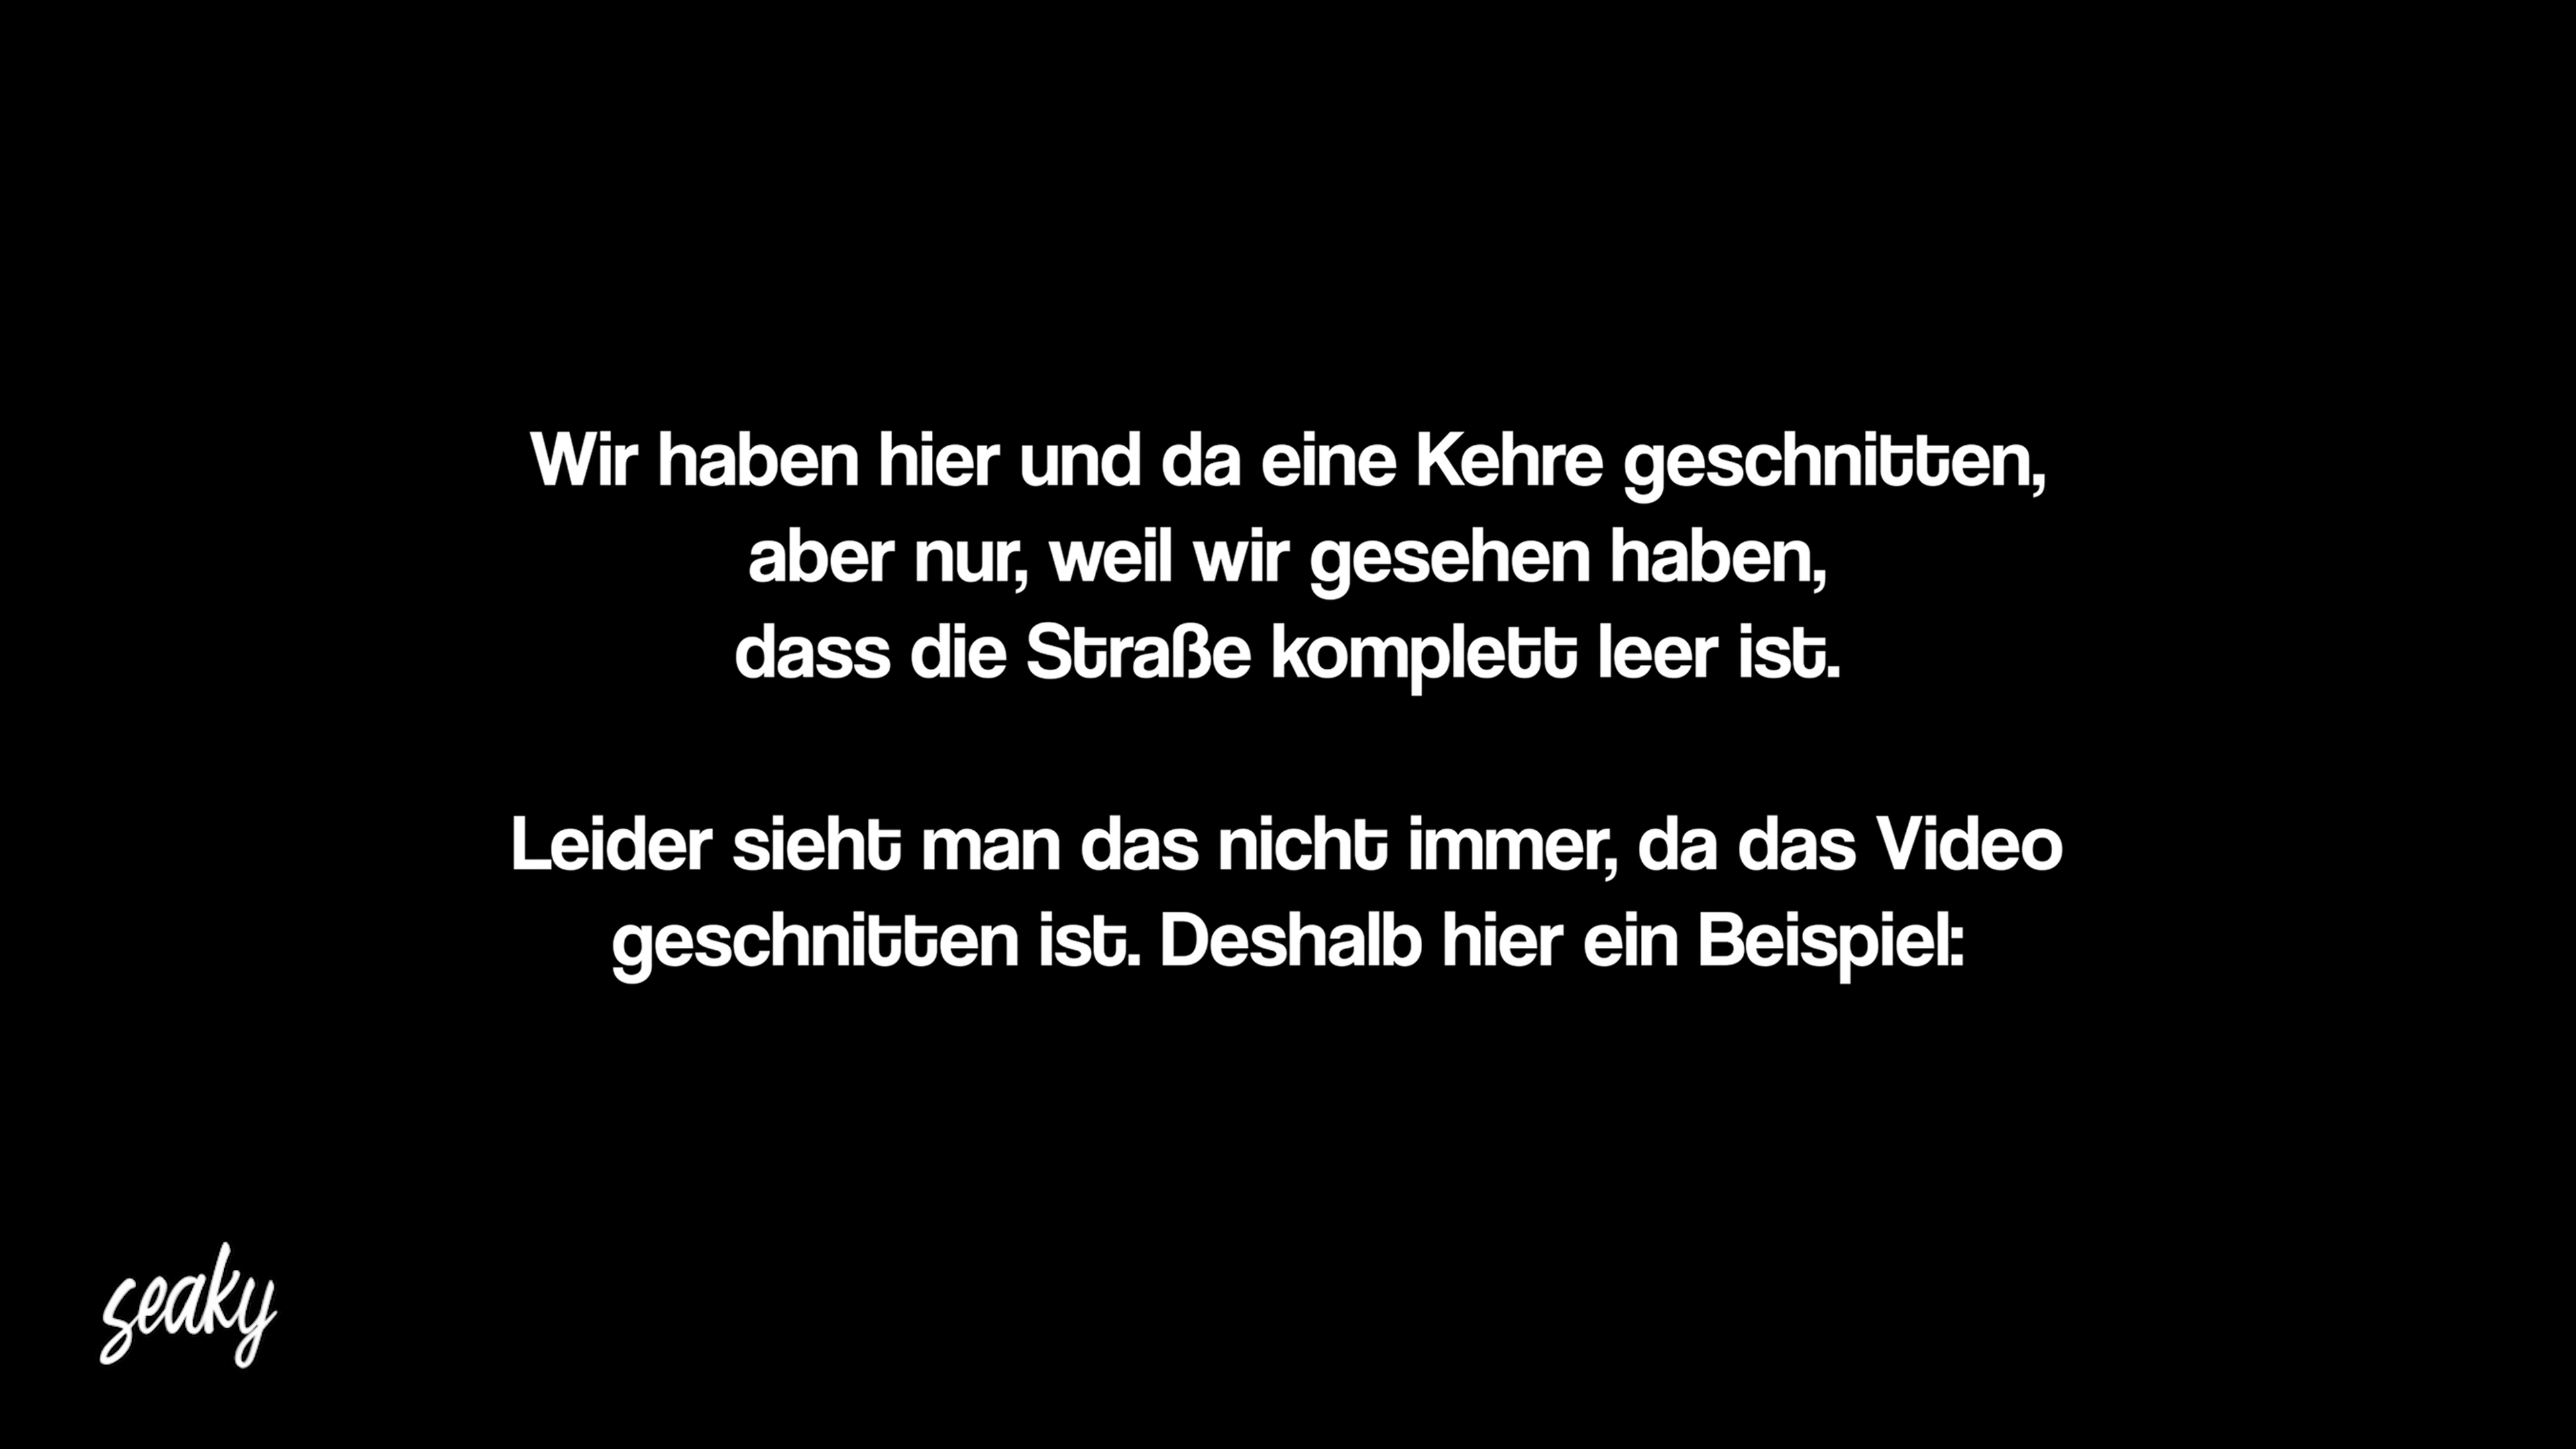 Wir haben hier und da eine Kehre geschnitten,
aber nur, weil wir gesehen haben,
dass die Straße komplett leer ist.
Leider sieht man das nicht immer, da das Video
geschnitten ist. Deshalb hier ein Beispiel:
seaky